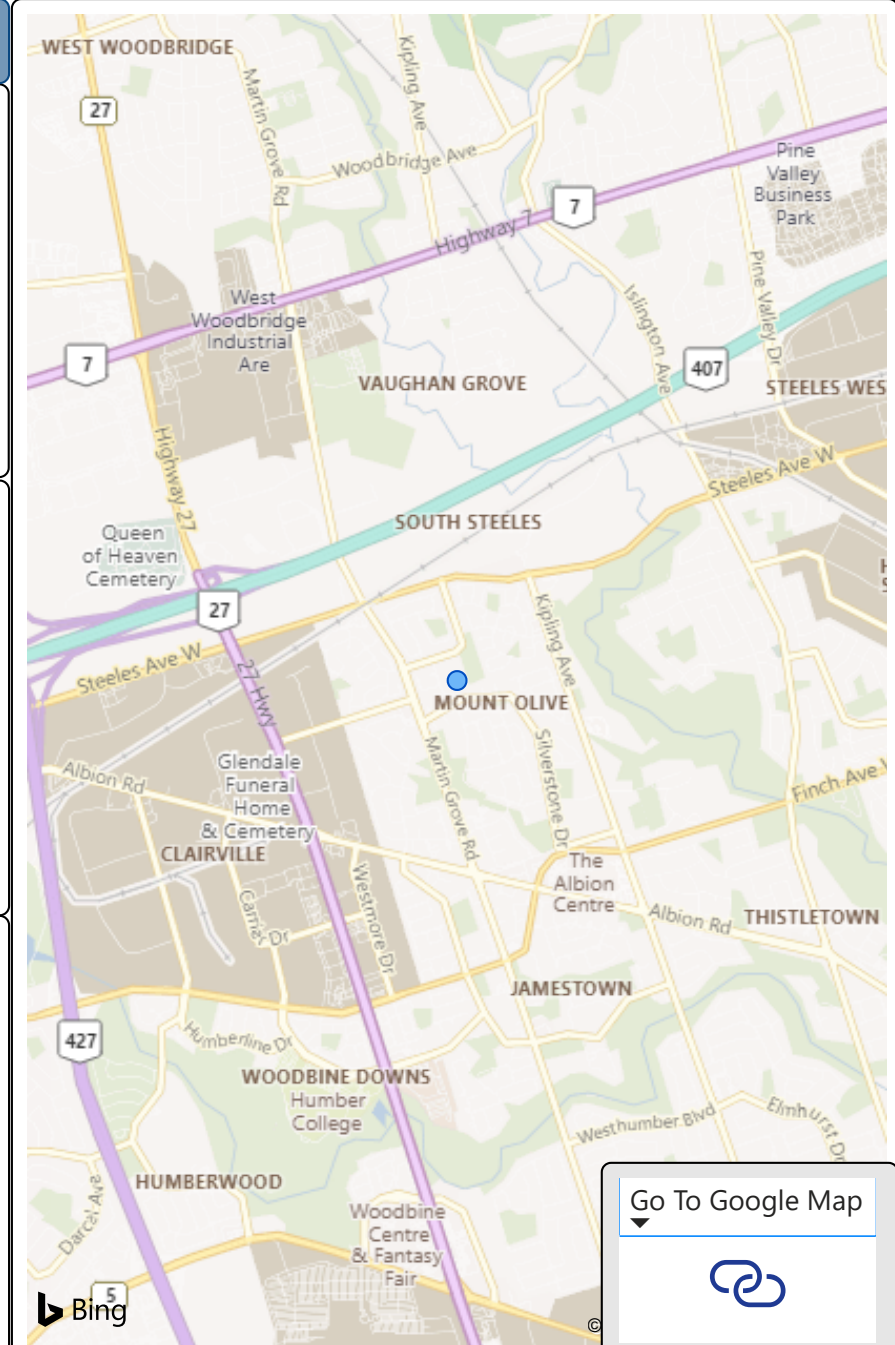 WEST WOODBRIDGE
Kipling Ave
27
Martin Grove Rd
Woodbridge Ave
Pine
Valley
Business
Park
7
Highway 7
Pine Valley Dr
West
Woodbridge
Industrial
Are
Islington Ave
7
407
VAUGHAN GROVE
STEELES WES
Highway 27
Steeles Ave W
SOUTH STEELES
Queen
of Heaven
Cemetery
27
Kipling Ave
Steeles Ave W
27 Hwy
MOUNT OLIVE
Silverstone Dr
Martin Grove Rd
Albion Rd
Glendale
Funeral
Home
& Cemetery
Finch Ave
CLAIRVILLE
The
Albion
Centre
Westmore Dr
Carrier Dr
Albion Rd
THISTLETOWN
JAMESTOWN
427
Humberline Dr
WOODBINE DOWNS
Humber
College
Westhumber Blvd
Elmhurst Dr
HUMBERWOOD
Darcel Ave
Woodbine
Centre
& Fantasy
Fair
Go To Google Map
5
Bing
©